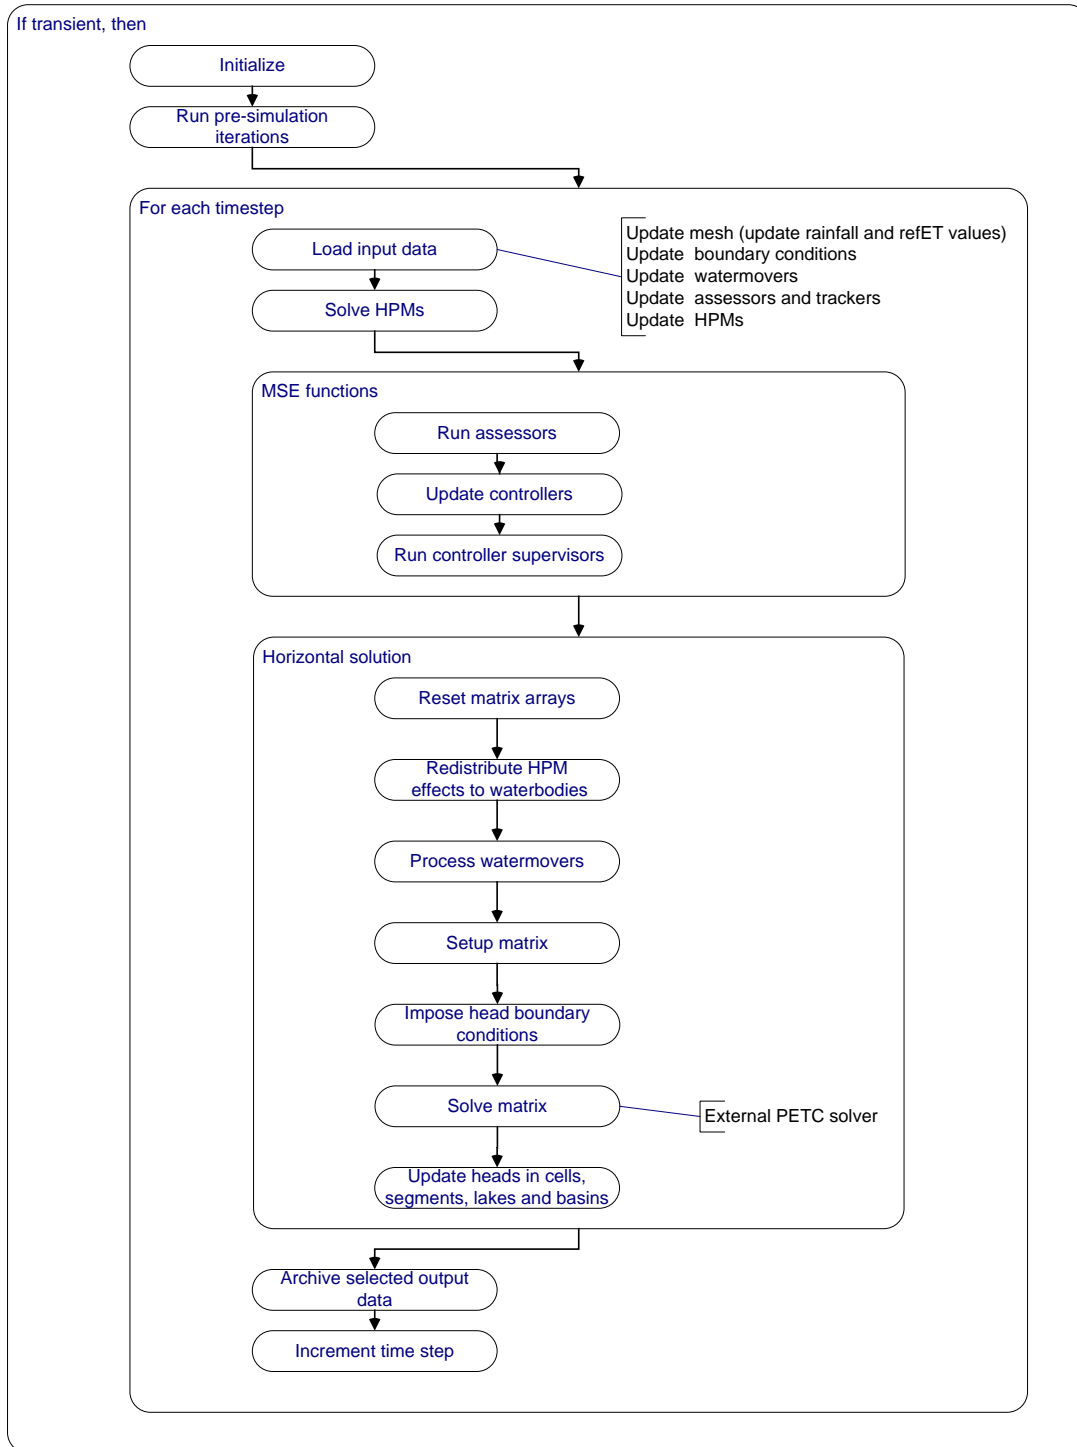 If transient, then
Initialize
Run pre-simulation
iterations
For each timestep
Load input data
Update mesh (update rainfall and refET values)
Update boundary conditions
Update watermovers
Update assessors and trackers
Update HPMs
Solve HPMs
MSE functions
Run assessors
Update controllers
Run controller supervisors
Horizontal solution
Reset matrix arrays
Redistribute HPM
effects to waterbodies
Process watermovers
Setup matrix
Impose head boundary
conditions
Solve matrix
External PETC solver
Update heads in cells,
segments, lakes and basins
Archive selected output
data
Increment time step